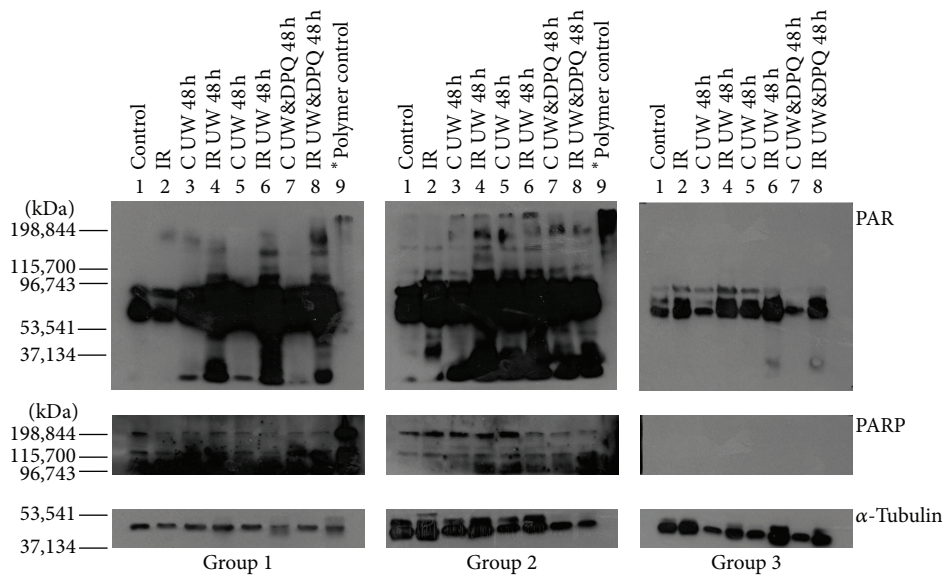 Control
IR
C UW 48 h
IR UW 48 h
C UW 48 h
IR UW 48 h
C UW&DPQ 48 h
IR UW&DPQ 48 h
*Polymer control
Control
IR
C UW 48 h
IR UW 48 h
C UW 48 h
IR UW 48 h
C UW&DPQ 48 h
IR UW&DPQ 48 h
*Polymer control
Control
IR
C UW 48 h
IR UW 48 h
C UW 48 h
IR UW 48 h
C UW&DPQ 48 h
IR UW&DPQ 48 h
1 2 3 4 5 6 7 8 9
1 2 3 4 5 6 7 8 9
1 2 3 4 5 6 7 8
(kDa)
198,844
115,700
96,743
53,541
37,134
PAR
(kDa)
198,844
115,700
96,743
PARP
53,541
37,134
α-Tubulin
Group 1
Group 2
Group 3